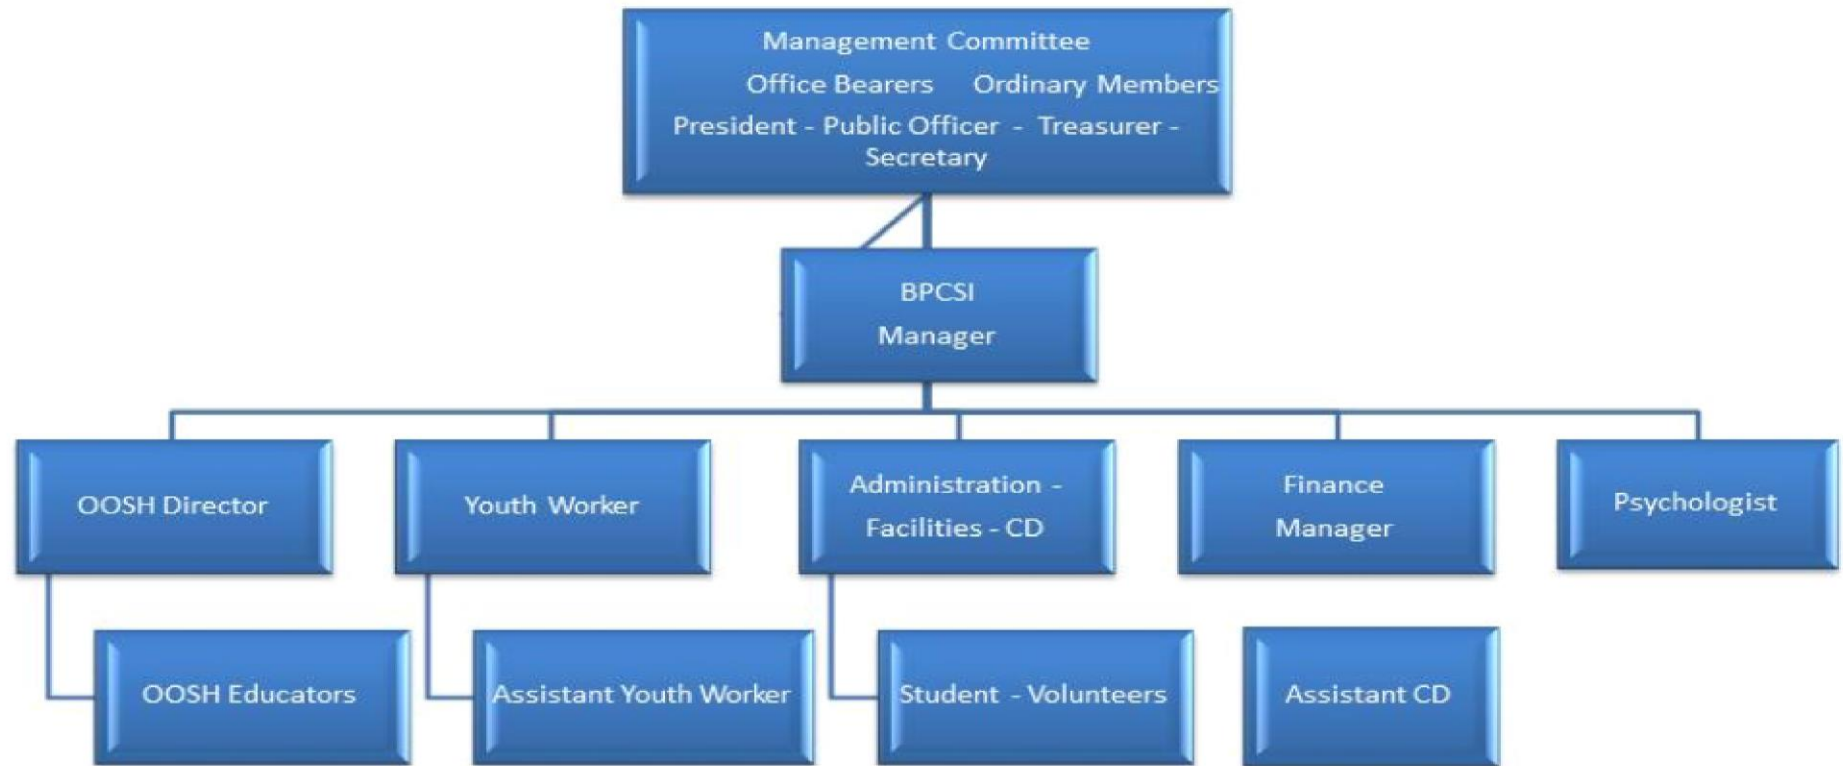 Management Committee
Office Bearers Ordinary Members
President - Public Officer - Treasurer -
Secretary
BPCSI
Manager
OOSH Director
Youth Worker
Administration -
Facilities - CD
Finance
Manager
Psychologist
OOSH Educators
Assistant Youth Worker
Student - Volunteers
Assistant CD